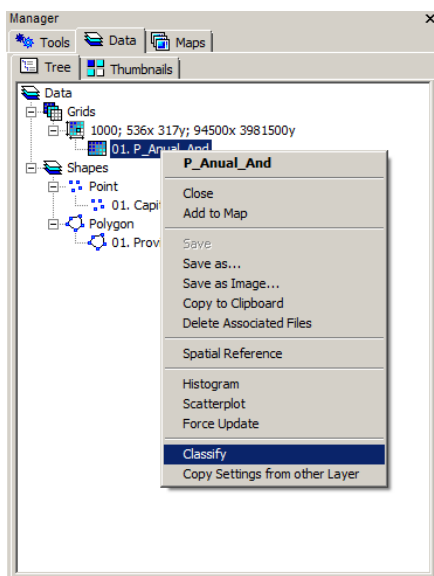 Manager
Tools Data Maps
Tree Thumbnails
Data
Grids
1000; 536x 317y; 94500x 3981500y
01. P_Anual_And
P_Anual_And
Shapes
Close
Point
Add to Map
01. Capi
Polygon
Save
01. Prov
Save as...
Save as Image...
Copy to Clipboard
Delete Associated Files
Spatial Reference
Histogram
Scatterplot
Force Update
Classify
Copy Settings from other Layer